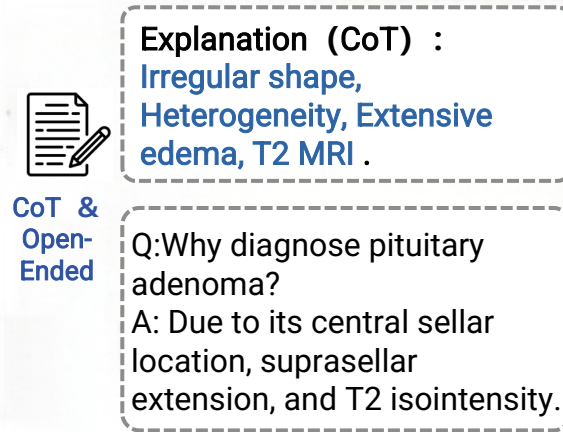 Explanation (CoT) :
Irregular shape,
Heterogeneity, Extensive
edema, T2 MRI .
CoT &
Open-
Ended
Q:Why diagnose pituitary
adenoma?
A: Due to its central sellar
location, suprasellar
extension, and T2 isointensity.